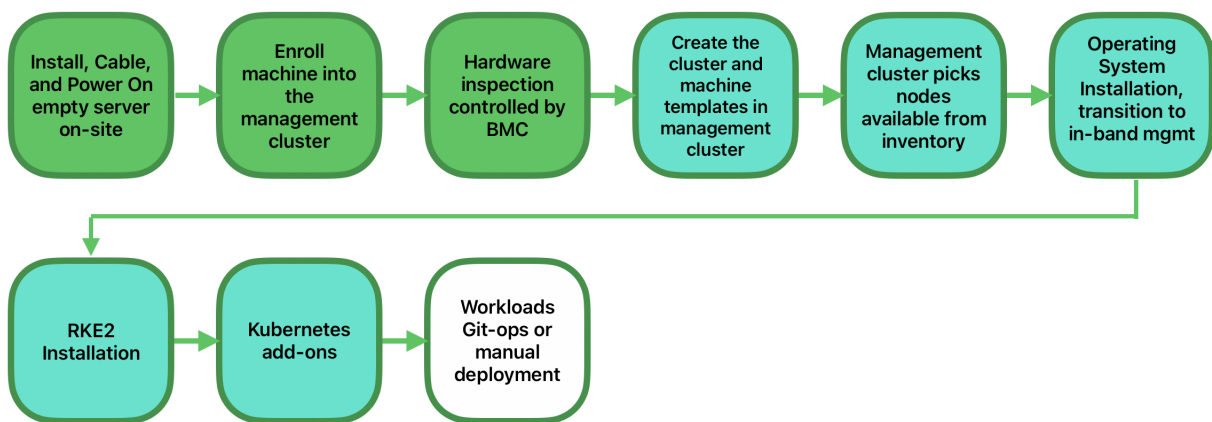 Install, Cable,
and Power On
empty server
on-site
Enroll
machine into
the
management
cluster
Hardware
inspection
controlled by
BMC
Create the
cluster and
machine
templates in
management
cluster
Management
cluster picks
nodes
available from
inventory
Operating
System
Installation,
transition to
in-band mgmt
RKE2
Installation
Kubernetes
add-ons
Workloads
Git-ops or
manual
deployment